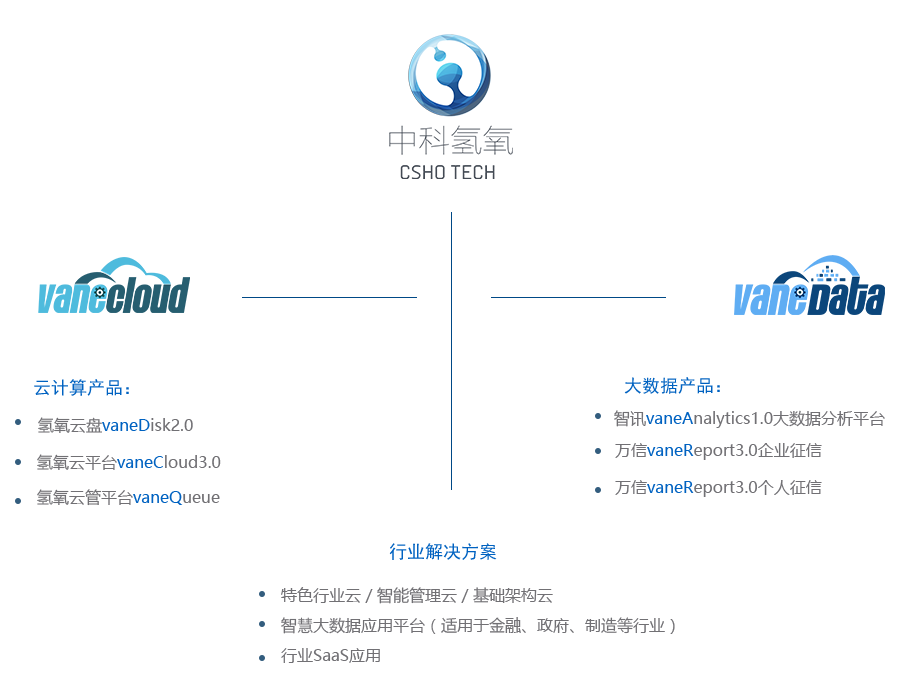 中科氢氧
CSHO TECH
vanecloud
vaneData
云计算产品：
氢氧云盘vaneDisk2.0
氢氧云平台vaneCloud3.0
氢氧云管平台vaneQueue
大数据产品：
智讯vaneAnalytics1.0大数据分析平台
万信vaneReport3.0企业征信
万信vaneReport3.0个人征信
行业解决方案
特色行业云 / 智能管理云 / 基础架构云
智慧大数据应用平台（适用于金融、政府、制造等行业）
行业SaaS应用